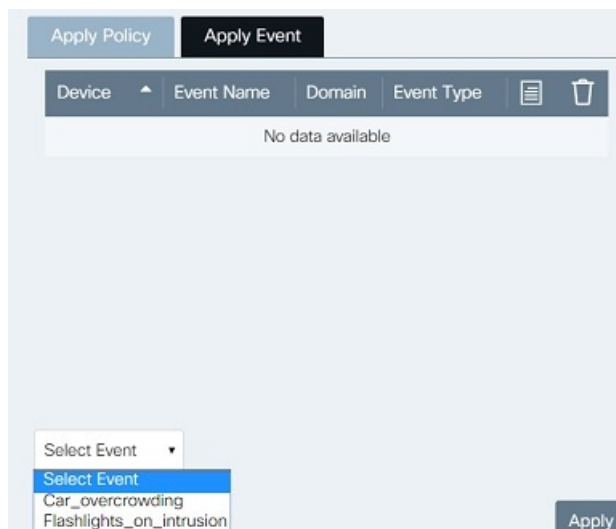 Apply Policy Apply Event
Device Event Name Domain Event Type
No data available
Select Event
Select Event
Car_overcrowding
Flashlights_on_intrusion
Apply